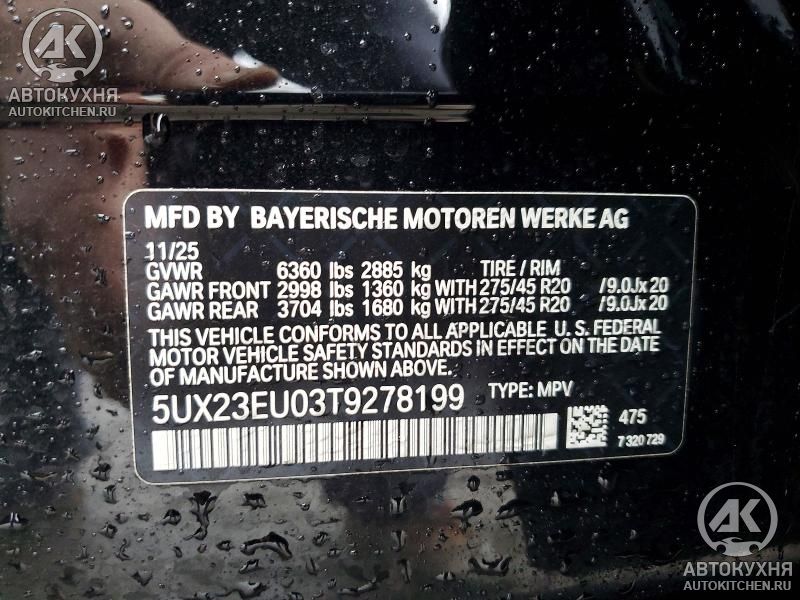 АК
АВТОКУХНЯ
AUTOKITCHEN.RU
MFD BY BAYERISCHE MOTOREN WERKE AG
11/25
GVWR 6360 lbs 2885 kg TIRE / RIM
GAWR FRONT 2998 lbs 1360 kg WITH 275/45 R20 /9.0Jx20
GAWR REAR 3704 lbs 1680 kg WITH 275/45 R20 /9.0Jx20
THIS VEHICLE CONFORMS TO ALL APPLICABLE U.S. FEDERAL
MOTOR VEHICLE SAFETY STANDARDS IN EFFECT ON THE DATE
OF MANUFACTURE SHOWN ABOVE.
5UX23EU03T9278199 TYPE: MPV
475
7 320 729
АК
АВТОКУХНЯ
AUTOKITCHEN.RU